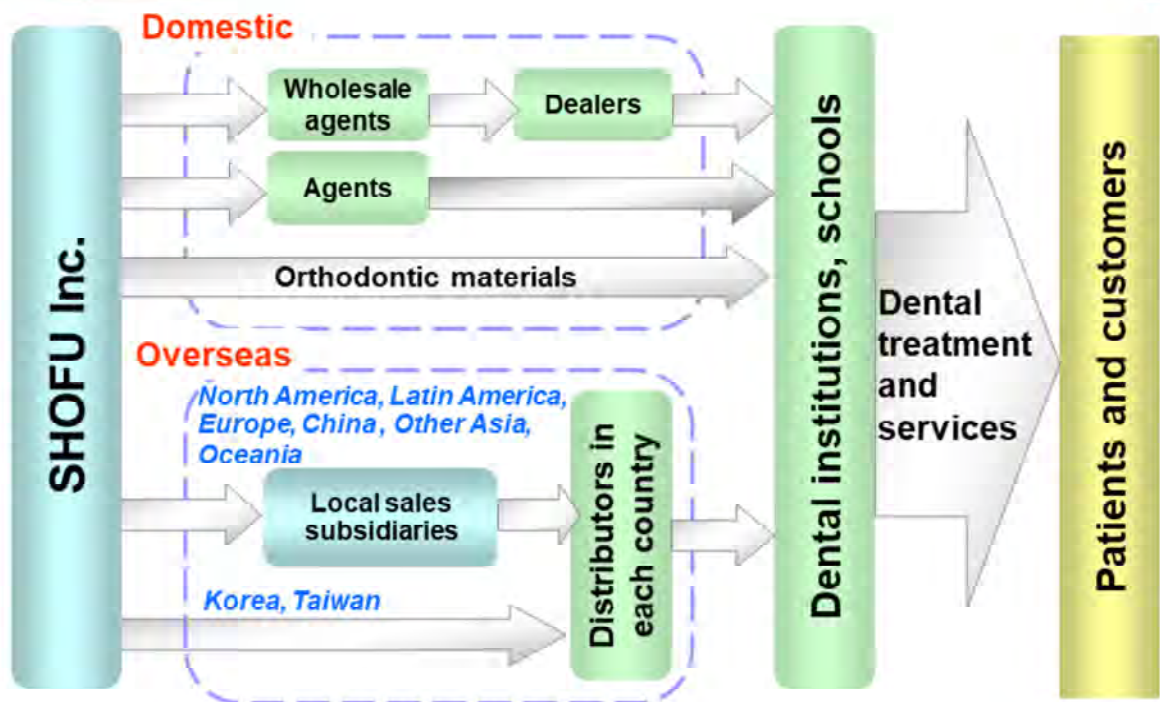 SHOFU Inc.
Domestic
Wholesale
agents
Dealers
Agents
Orthodontic materials
Overseas
North America, Latin America,
Europe, China , Other Asia,
Oceania
Local sales
subsidiaries
Korea, Taiwan
Distributors in
each country
Dental institutions, schools
Dental
treatment
and
services
Patients and customers